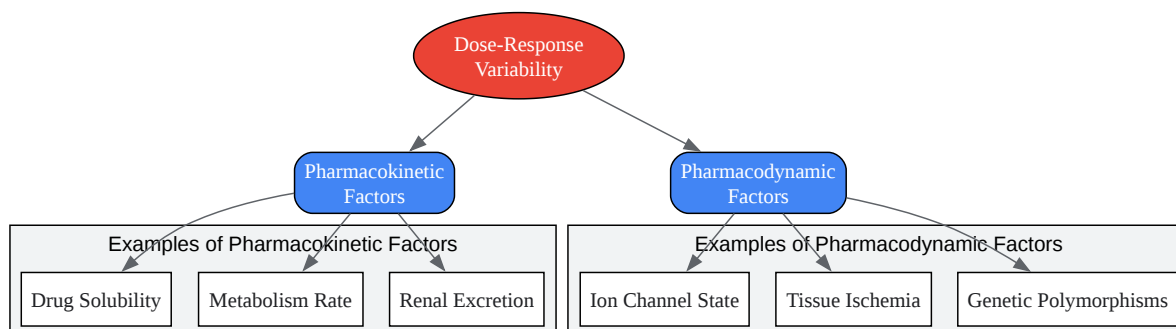 Dose-Response
Variability
Pharmacokinetic
Factors
Pharmacodynamic
Factors
Examples of Pharmacokinetic Factors
Examples of Pharmacodynamic Factors
Drug Solubility
Metabolism Rate
Renal Excretion
Ion Channel State
Tissue Ischemia
Genetic Polymorphisms